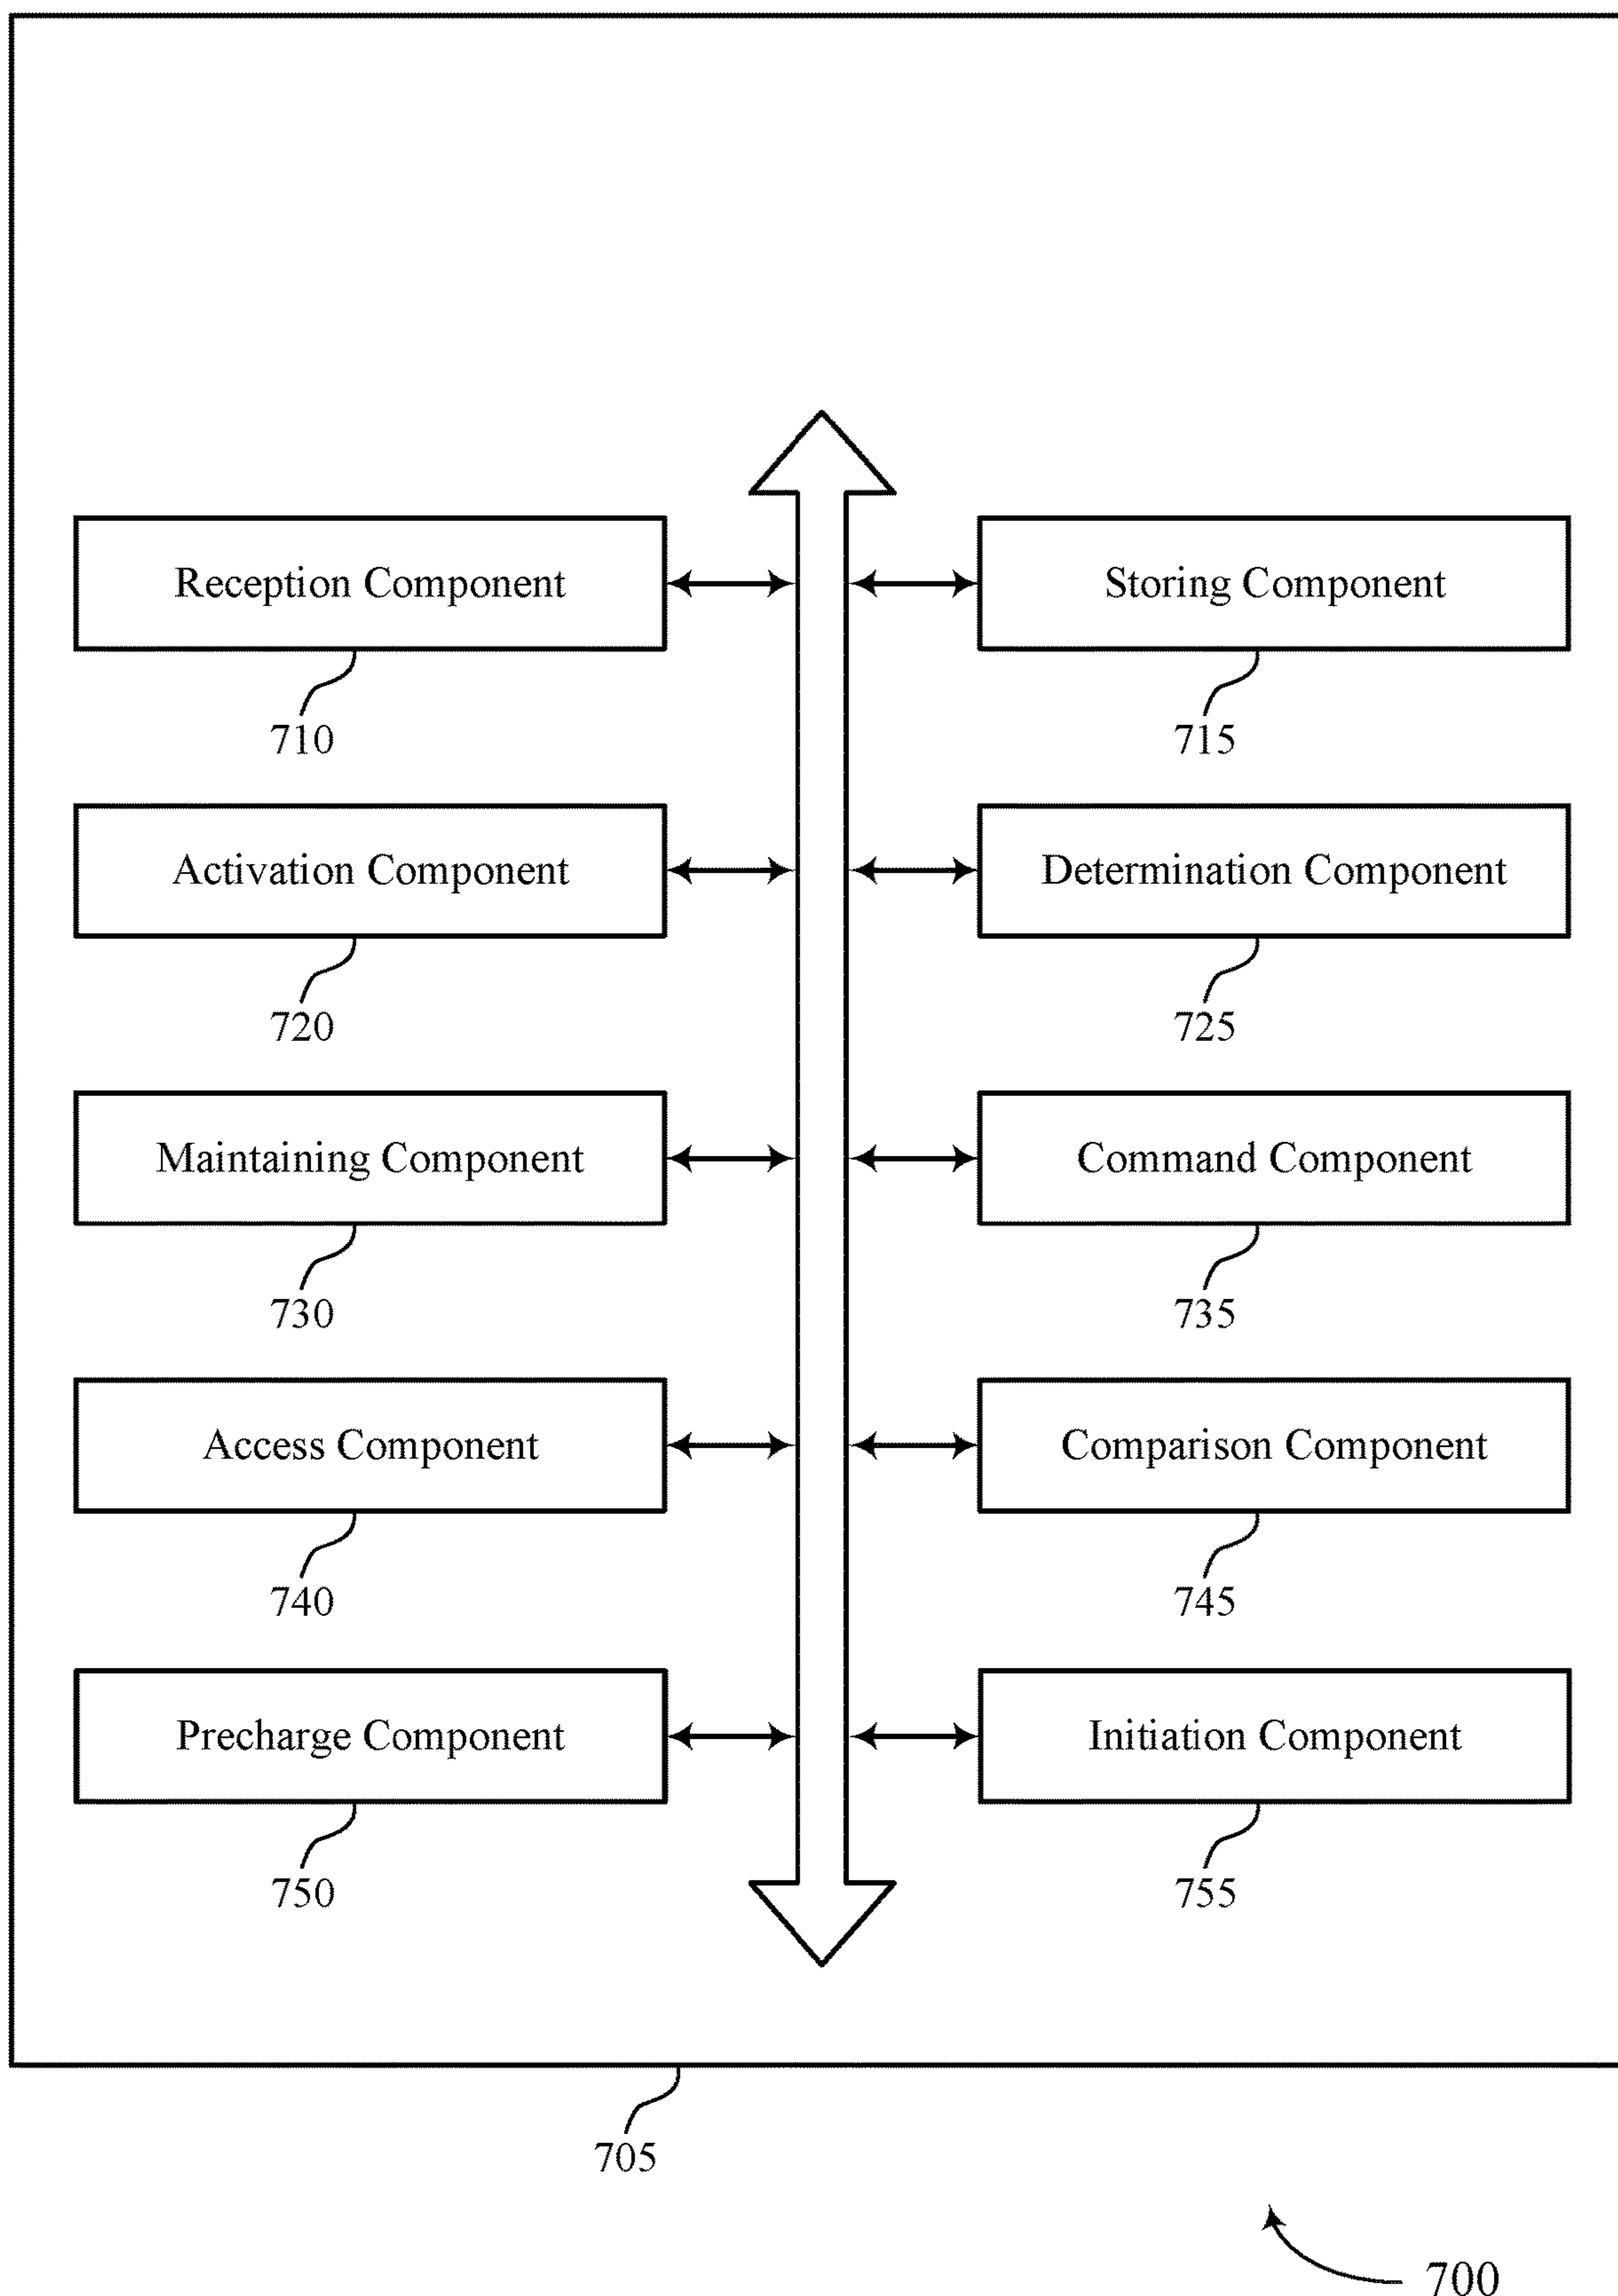 Reception Component
Storing Component
710
715
Activation Component
Determination Component
720
725
Maintaining Component
Command Component
730
735
Access Component
Comparison Component
740
745
Precharge Component
Initiation Component
750
755
705
700